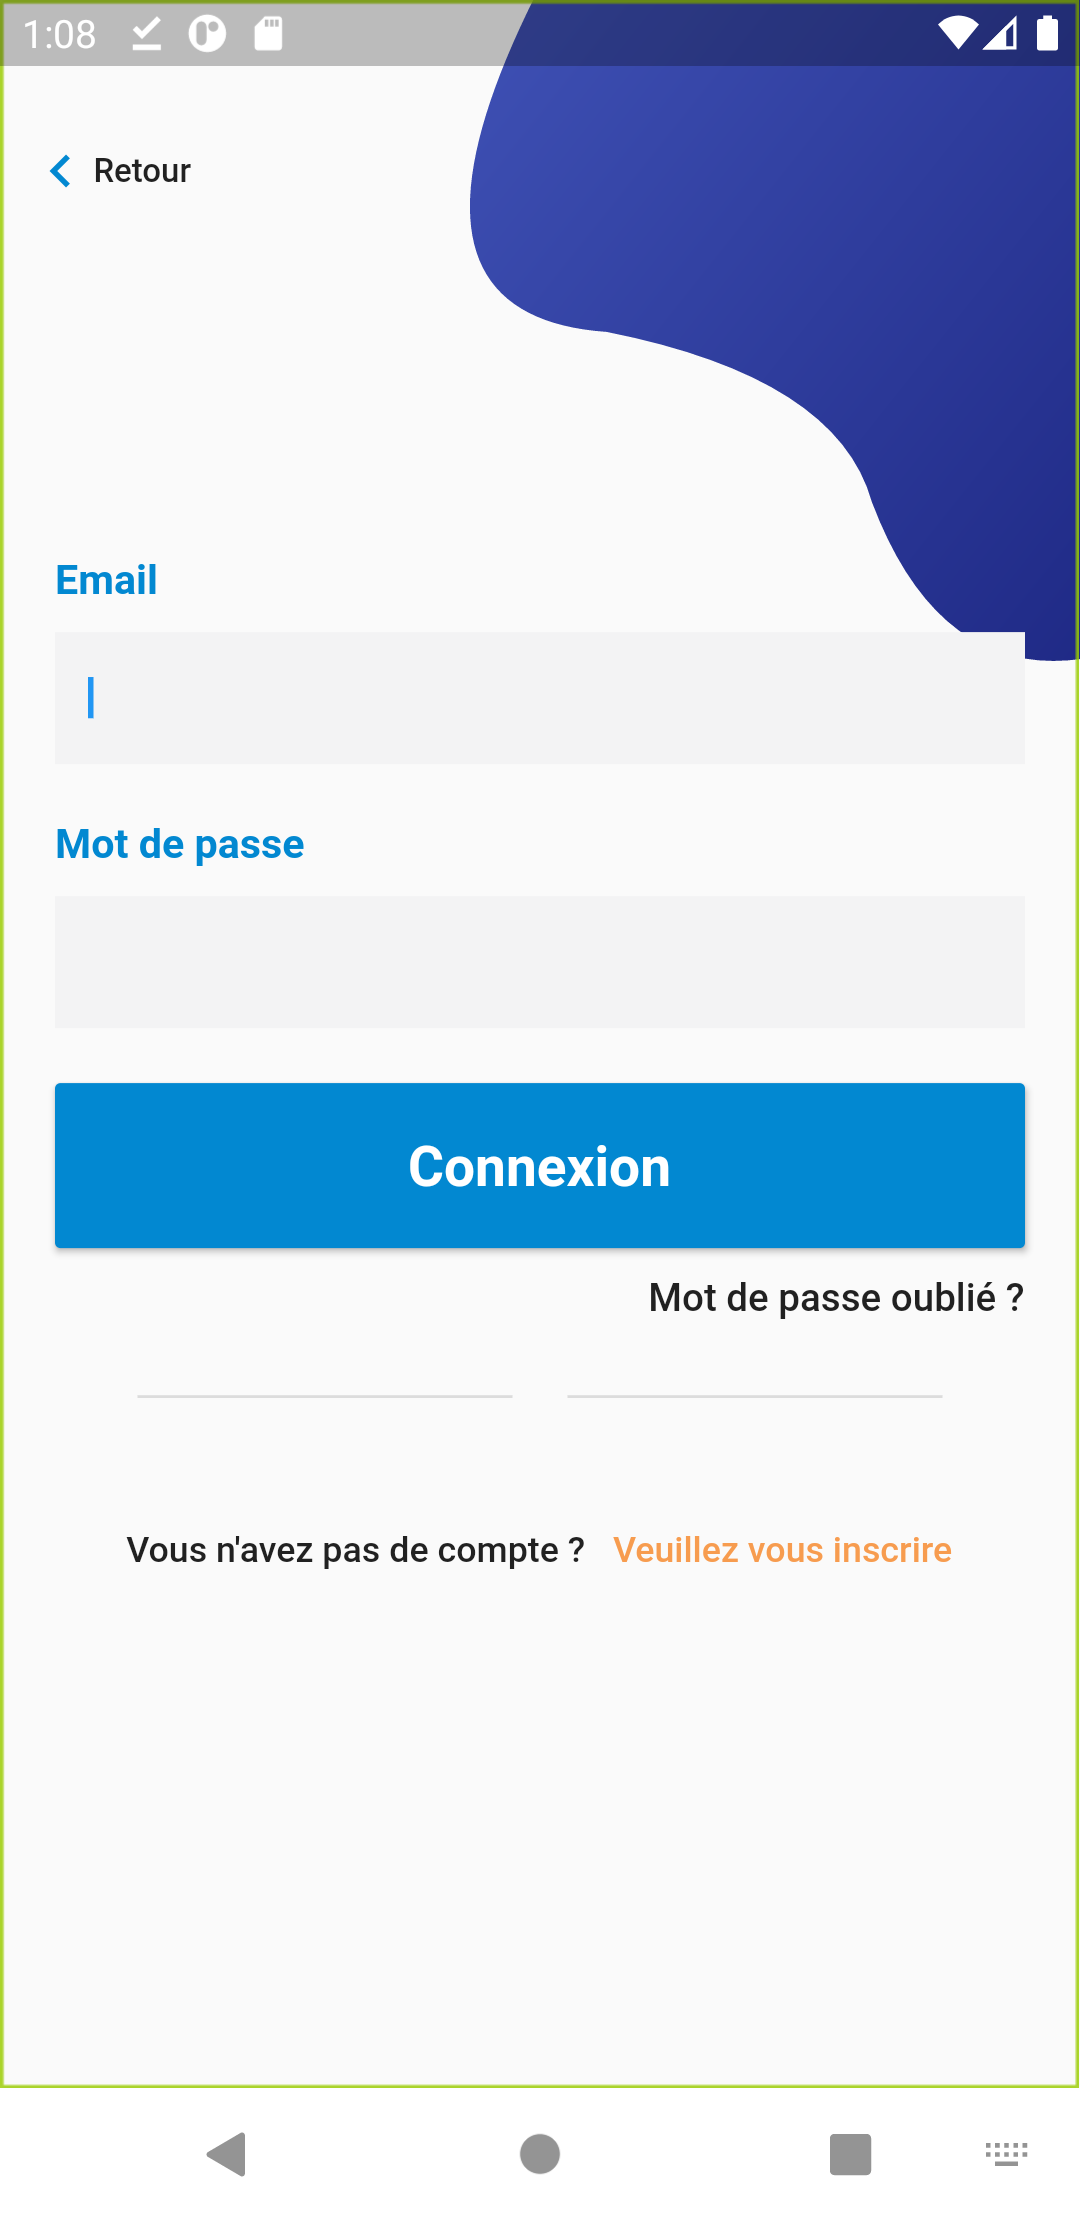 1:08
Retour
Email
Mot de passe
Connexion
Mot de passe oublié ?
Vous n'avez pas de compte ? Veuillez vous inscrire